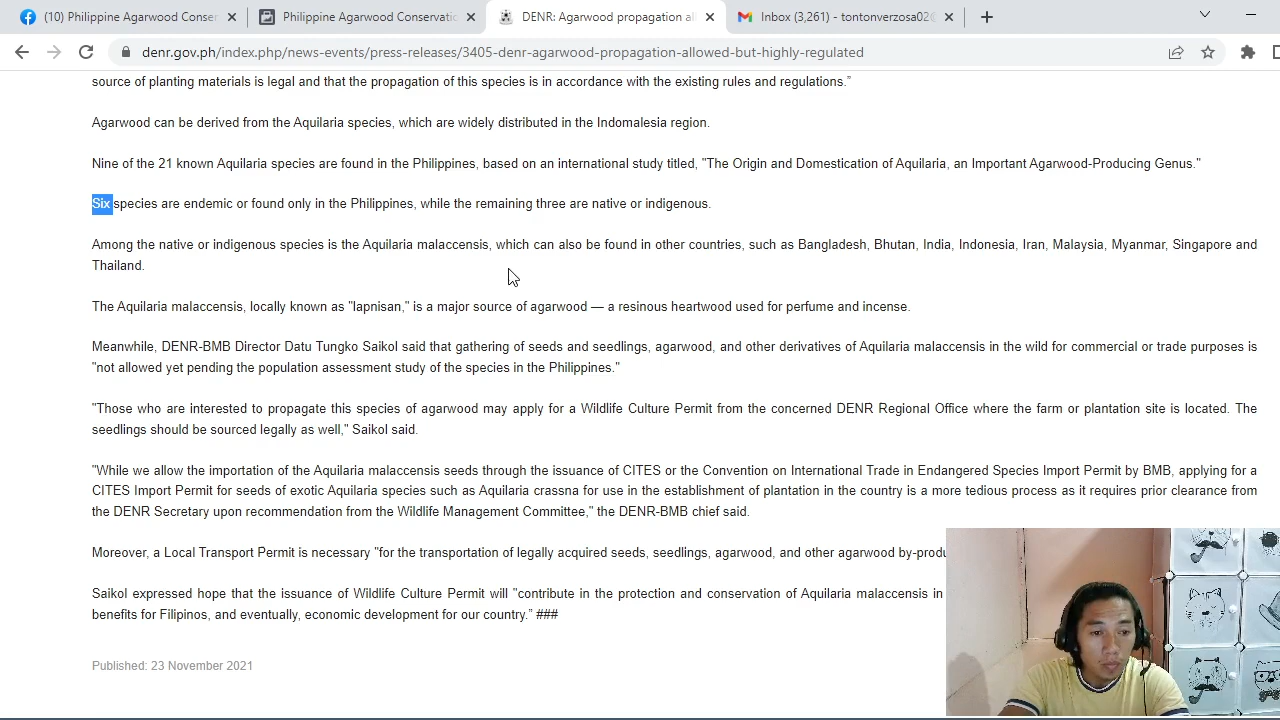 (10) Philippine Agarwood Conser
Philippine Agarwood Conservatio
DENR: Agarwood propagation al
Inbox (3,261) - tontonverzosa02
denr.gov.ph/index.php/news-events/press-releases/3405-denr-agarwood-propagation-allowed-but-highly-regulated
source of planting materials is legal and that the propagation of this species is in accordance with the existing rules and regulations.”
Agarwood can be derived from the Aquilaria species, which are widely distributed in the Indomalesia region.
Nine of the 21 known Aquilaria species are found in the Philippines, based on an international study titled, "The Origin and Domestication of Aquilaria, an Important Agarwood-Producing Genus."
Six species are endemic or found only in the Philippines, while the remaining three are native or indigenous.
Among the native or indigenous species is the Aquilaria malaccensis, which can also be found in other countries, such as Bangladesh, Bhutan, India, Indonesia, Iran, Malaysia, Myanmar, Singapore and
Thailand.
The Aquilaria malaccensis, locally known as "lapnisan," is a major source of agarwood — a resinous heartwood used for perfume and incense.
Meanwhile, DENR-BMB Director Datu Tungko Saikol said that gathering of seeds and seedlings, agarwood, and other derivatives of Aquilaria malaccensis in the wild for commercial or trade purposes is
"not allowed yet pending the population assessment study of the species in the Philippines."
"Those who are interested to propagate this species of agarwood may apply for a Wildlife Culture Permit from the concerned DENR Regional Office where the farm or plantation site is located. The
seedlings should be sourced legally as well," Saikol said.
"While we allow the importation of the Aquilaria malaccensis seeds through the issuance of CITES or the Convention on International Trade in Endangered Species Import Permit by BMB, applying for a
CITES Import Permit for seeds of exotic Aquilaria species such as Aquilaria crassna for use in the establishment of plantation in the country is a more tedious process as it requires prior clearance from
the DENR Secretary upon recommendation from the Wildlife Management Committee," the DENR-BMB chief said.
Moreover, a Local Transport Permit is necessary "for the transportation of legally acquired seeds, seedlings, agarwood, and other agarwood by-produ
Saikol expressed hope that the issuance of Wildlife Culture Permit will "contribute in the protection and conservation of Aquilaria malaccensis in
benefits for Filipinos, and eventually, economic development for our country.” ###
Published: 23 November 2021